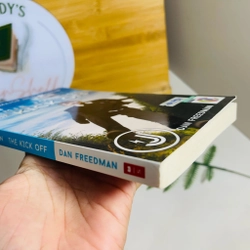 DY'S
THE KICK OFF
DAN FREEDMAN
DAN FREEDMAN